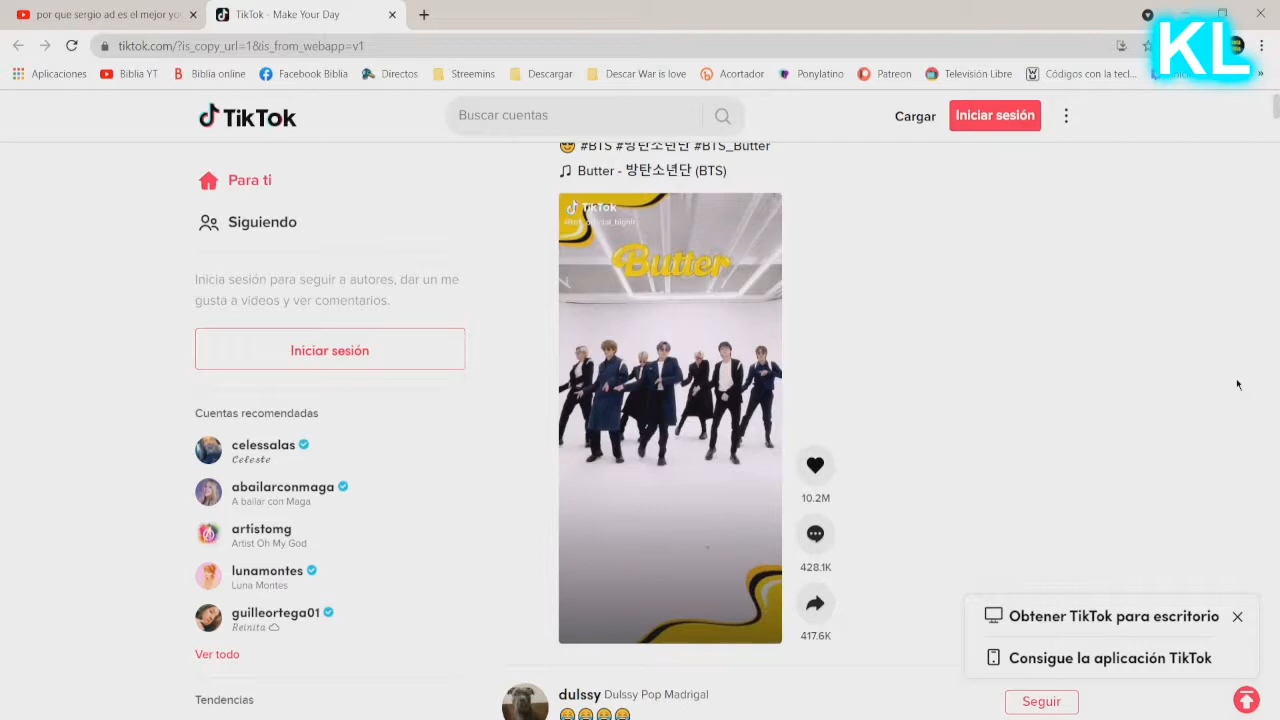 por que sergio ad es el mejor yo
TikTok - Make Your Day
tiktok.com/?is_copy_url=1&is_from_webapp=v1
KL
Aplicaciones
Biblia YT
Biblia online
Facebook Biblia
Directos
Streemins
Descargar
Descar War is love
Acortador
Ponylatino
Patreon
Televisión Libre
Códigos con la tecl...
TikTok
Buscar cuentas
Cargar
Iniciar sesión
#BTS #방탄소년단 #BTS_Butter
Butter - 방탄소년단 (BTS)
Para ti
Siguiendo
Inicia sesión para seguir a autores, dar un me
gusta a videos y ver comentarios.
Iniciar sesión
Cuentas recomendadas
celessalas
Celeste
abailarconmaga
A bailar con Maga
artistomg
Artist Oh My God
lunamontes
Luna Montes
guilleortega01
Reinita
Ver todo
Tendencias
TikTok
Butter
10.2M
428.1K
417.6K
dulssy Dulssy Pop Madrigal
Seguir
Obtener TikTok para escritorio
Consigue la aplicación TikTok